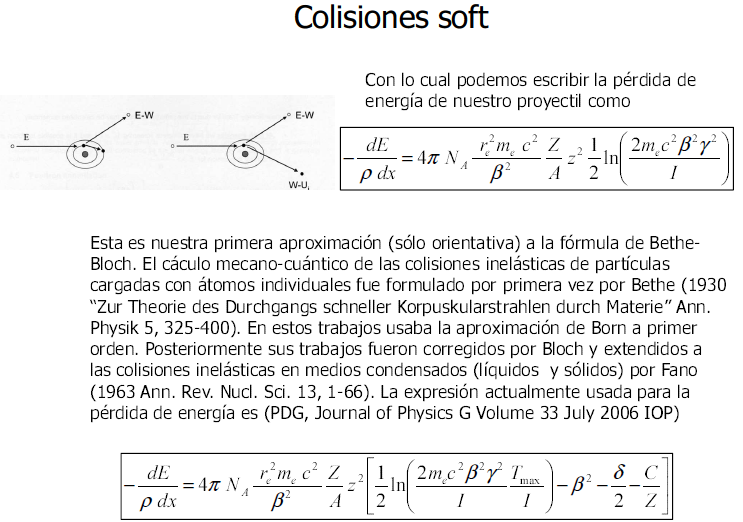 Colisiones soft
Con lo cual podemos escribir la pérdida de
energía de nuestro proyectil como
E E-W E E-W W-Uᵢ
-\frac{dE}{\rho dx} = 4\pi N_A \frac{r_e^2 m_e c^2}{\beta^2} \frac{Z}{A} z^2 \frac{1}{2} \ln\left(\frac{2m_e c^2 \beta^2 \gamma^2}{I}\right)
Esta es nuestra primera aproximación (sólo orientativa) a la fórmula de Bethe-
Bloch. El cáculo mecano-cuántico de las colisiones inelásticas de partículas
cargadas con átomos individuales fue formulado por primera vez por Bethe (1930
“Zur Theorie des Durchgangs schneller Korpuskularstrahlen durch Materie” Ann.
Physik 5, 325-400). En estos trabajos usaba la aproximación de Born a primer
orden. Posteriormente sus trabajos fueron corregidos por Bloch y extendidos a
las colisiones inelásticas en medios condensados (líquidos y sólidos) por Fano
(1963 Ann. Rev. Nucl. Sci. 13, 1-66). La expresión actualmente usada para la
pérdida de energía es (PDG, Journal of Physics G Volume 33 July 2006 IOP)
-\frac{dE}{\rho dx} = 4\pi N_A \frac{r_e^2 m_e c^2}{\beta^2} \frac{Z}{A} z^2 \left[\frac{1}{2} \ln\left(\frac{2m_e c^2 \beta^2 \gamma^2}{I} \frac{T_{max}}{I}\right) - \beta^2 - \frac{\delta}{2} - \frac{C}{Z}\right]